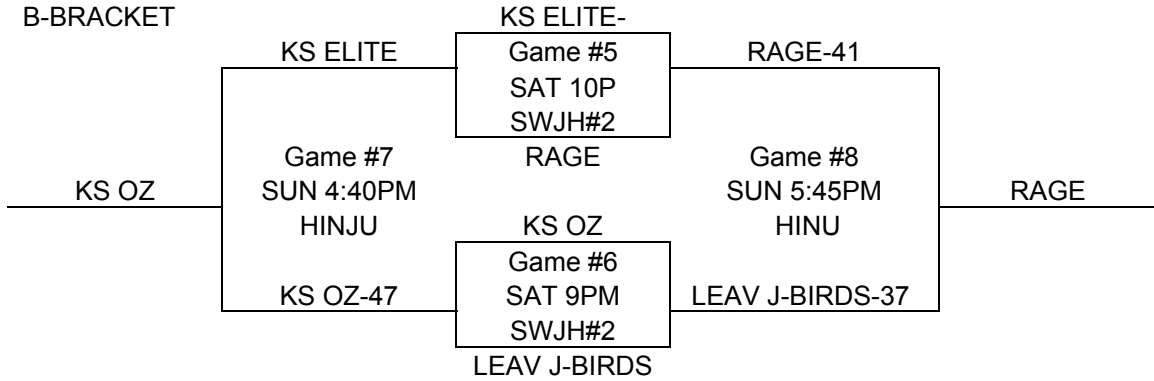 B-BRACKET
KS ELITE-
KS ELITE
Game #5
RAGE-41
SAT 10P
SWJH#2
Game #7
RAGE
Game #8
KS OZ
SUN 4:40PM
SUN 5:45PM
RAGE
HINJU
KS OZ
HINU
Game #6
KS OZ-47
SAT 9PM
LEAV J-BIRDS-37
SWJH#2
LEAV J-BIRDS